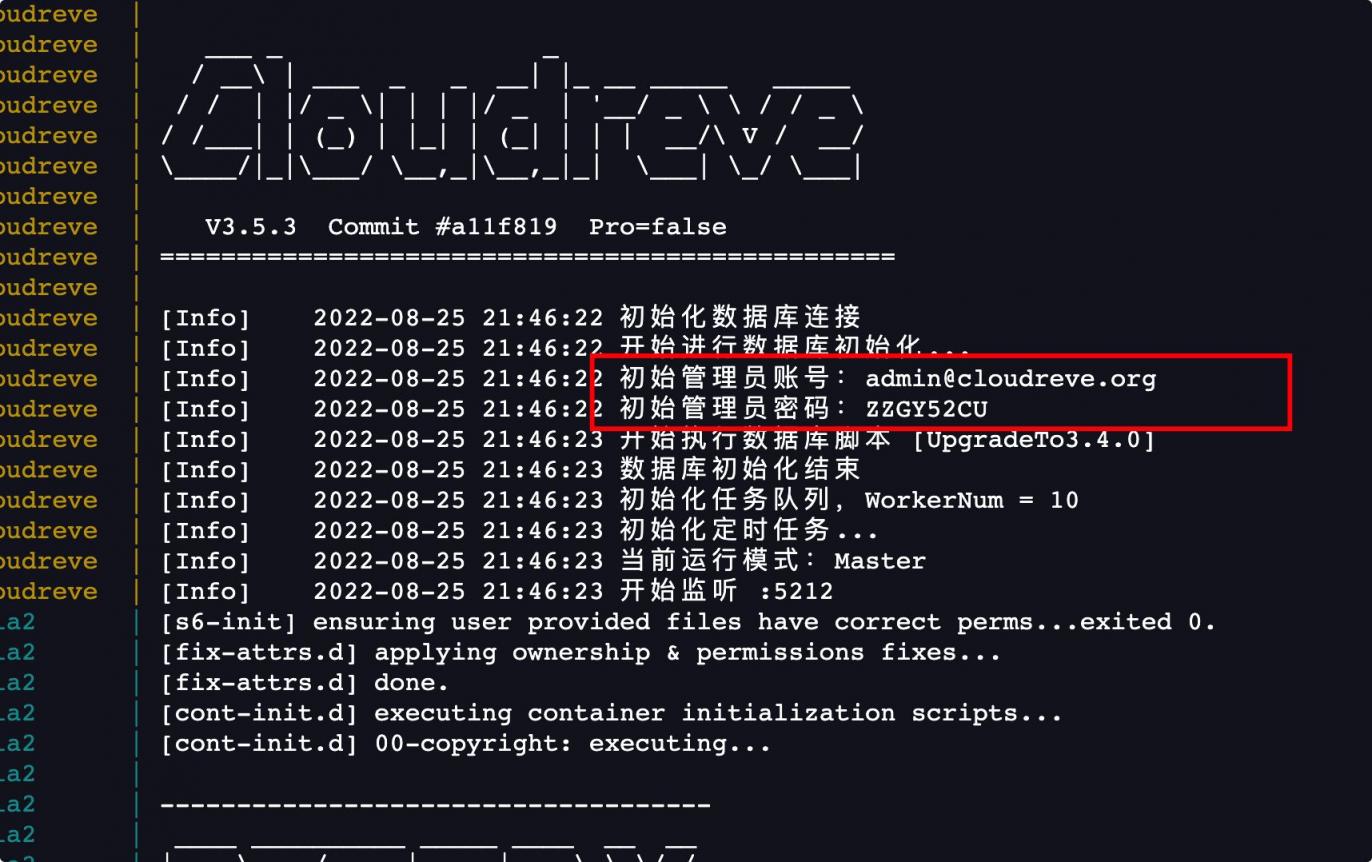 oudreve |
oudreve |
oudreve |
oudreve |
oudreve | Cloudreve
oudreve |
oudreve |
oudreve | V3.5.3 Commit #a11f819 Pro=false
oudreve | ================================================
oudreve |
oudreve | [Info] 2022-08-25 21:46:22 初始化数据库连接
oudreve | [Info] 2022-08-25 21:46:22 开始进行数据库初始化...
oudreve | [Info] 2022-08-25 21:46:22 初始管理员账号：admin@cloudreve.org
oudreve | [Info] 2022-08-25 21:46:22 初始管理员密码：zzGY52CU
oudreve | [Info] 2022-08-25 21:46:23 开始执行数据库脚本 [UpgradeTo3.4.0]
oudreve | [Info] 2022-08-25 21:46:23 数据库初始化结束
oudreve | [Info] 2022-08-25 21:46:23 初始化任务队列，WorkerNum = 10
oudreve | [Info] 2022-08-25 21:46:23 初始化定时任务...
oudreve | [Info] 2022-08-25 21:46:23 当前运行模式：Master
oudreve | [Info] 2022-08-25 21:46:23 开始监听 :5212
ia2 | [s6-init] ensuring user provided files have correct perms...exited 0.
ia2 | [fix-attrs.d] applying ownership & permissions fixes...
ia2 | [fix-attrs.d] done.
ia2 | [cont-init.d] executing container initialization scripts...
ia2 | [cont-init.d] 00-copyright: executing...
ia2 |
ia2 | ------------------------------------
ia2 |